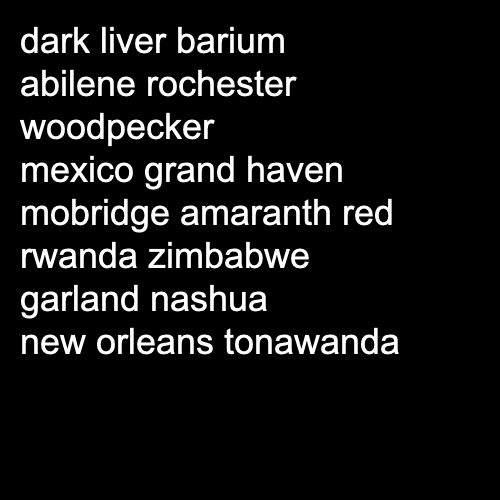 dark liver barium
abilene rochester
woodpecker
mexico grand haven
mobridge amaranth red
rwanda zimbabwe
garland nashua
new orleans tonawanda